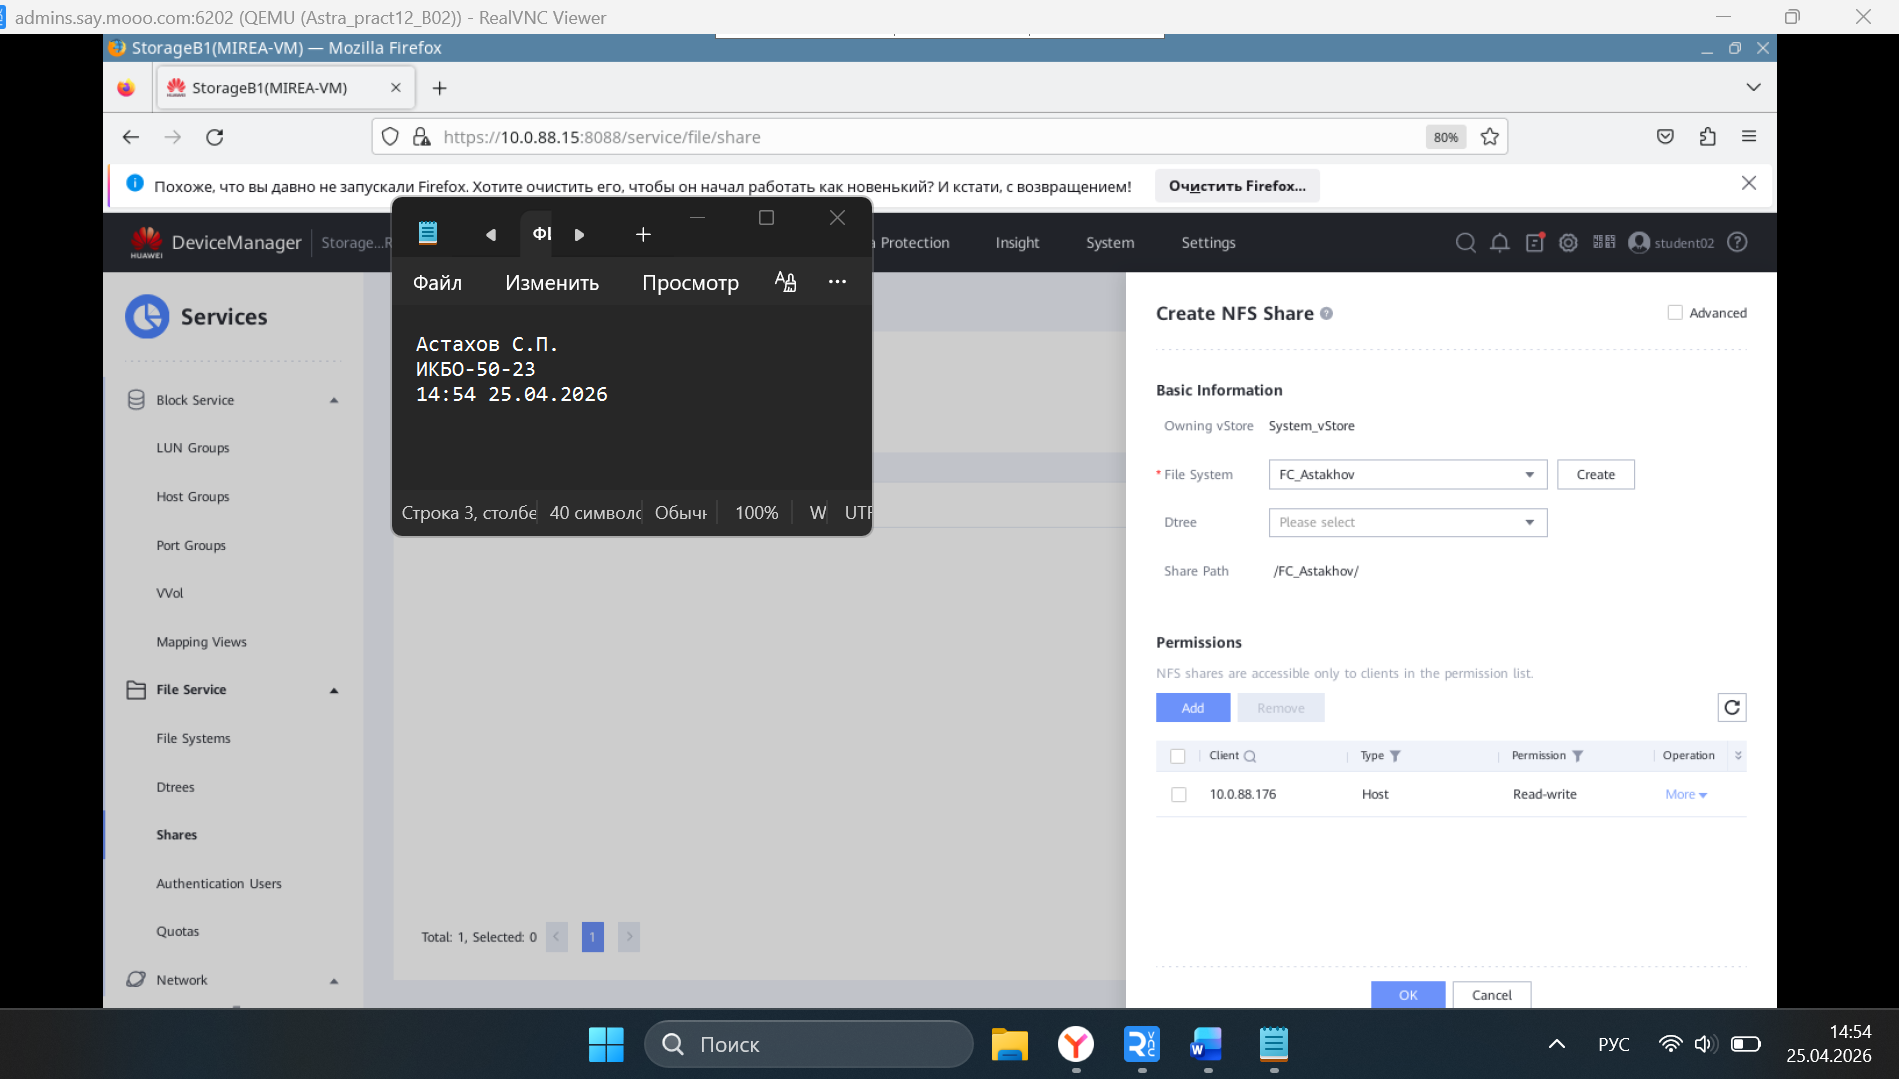 admins.say.mooo.com:6202 (QEMU (Astra_pract12_B02)) - RealVNC Viewer
StorageB1(MIREA-VM) — Mozilla Firefox
StorageB1(MIREA-VM)
https://10.0.88.15:8088/service/file/share
80%
Похоже, что вы давно не запускали Firefox. Хотите очистить его, чтобы он начал работать как новенький? И кстати, с возвращением!
Очистить Firefox...
HUAWEI
DeviceManager
Storage...
Protection
Insight
System
Settings
student02
Файл
Изменить
Просмотр
Астахов С.П.
ИКБО-50-23
14:54 25.04.2026
Строка 3, столбе
40 символо
Обычн
100%
W
UTF
Services
Block Service
LUN Groups
Host Groups
Port Groups
VVol
Mapping Views
File Service
File Systems
Dtrees
Shares
Authentication Users
Quotas
Network
Total: 1, Selected: 0
1
Create NFS Share
Advanced
Basic Information
Owning vStore System_vStore
* File System FC_Astakhov Create
Dtree Please select
Share Path /FC_Astakhov/
Permissions
NFS shares are accessible only to clients in the permission list.
Add Remove
Client Type Permission Operation
10.0.88.176 Host Read-write More
OK Cancel
Поиск
РУС
14:54
25.04.2026